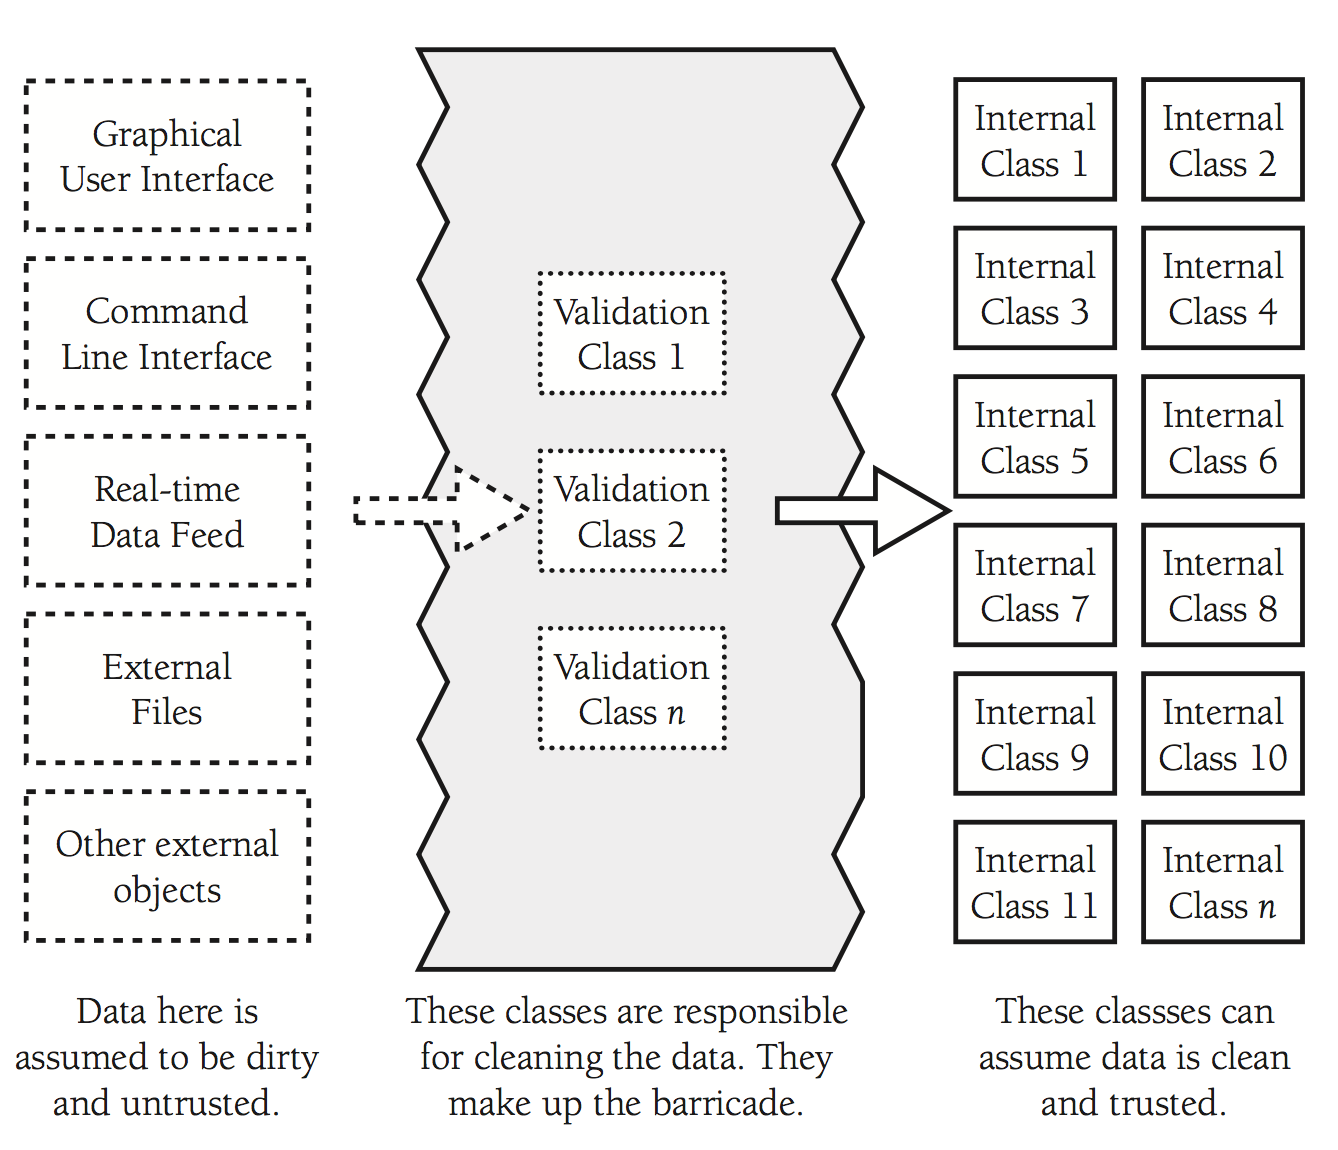 Graphical
User Interface
Command
Line Interface
Real-time
Data Feed
External
Files
Other external
objects
Data here is
assumed to be dirty
and untrusted.
Validation
Class 1
Validation
Class 2
Validation
Class n
These classes are responsible
for cleaning the data. They
make up the barricade.
Internal
Class 1
Internal
Class 2
Internal
Class 3
Internal
Class 4
Internal
Class 5
Internal
Class 6
Internal
Class 7
Internal
Class 8
Internal
Class 9
Internal
Class 10
Internal
Class 11
Internal
Class n
These classses can
assume data is clean
and trusted.